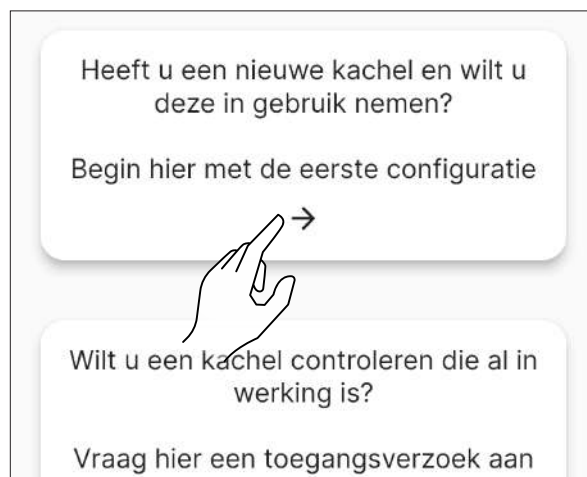 Heeft u een nieuwe kachel en wilt u
deze in gebruik nemen?
Begin hier met de eerste configuratie
→
Wilt u een kachel controleren die al in
werking is?
Vraag hier een toegangsverzoek aan